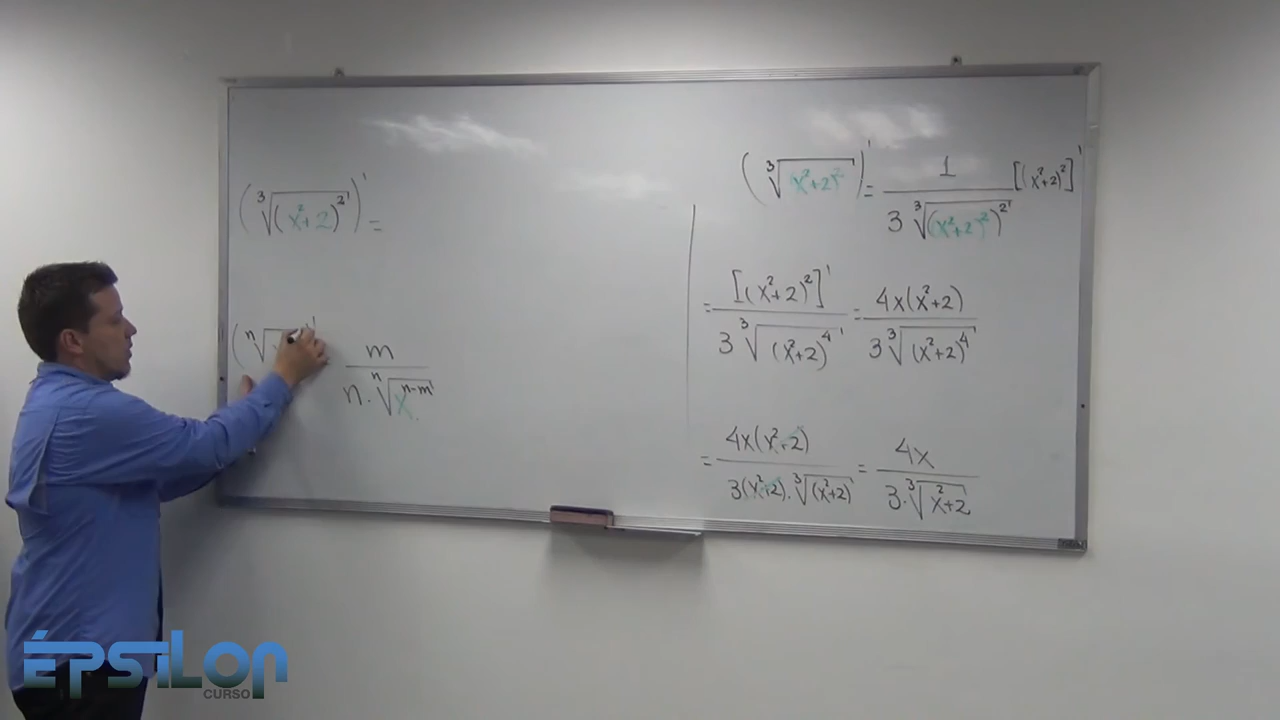 (∛(x²+2)²)' =
(ⁿ√x )' m/(n.ⁿ√x^(n-m))
(∛(x²+2)²)' = 1/(3∛((x²+2)²)²) [(x²+2)²]'
= [(x²+2)²]'/(3∛(x²+2)⁴) = 4x(x²+2)/(3∛(x²+2)⁴)
= 4x(x²+2)/(3(x²+2).∛(x²+2)) = 4x/(3.∛(x²+2))
ÉPSILON
CURSO